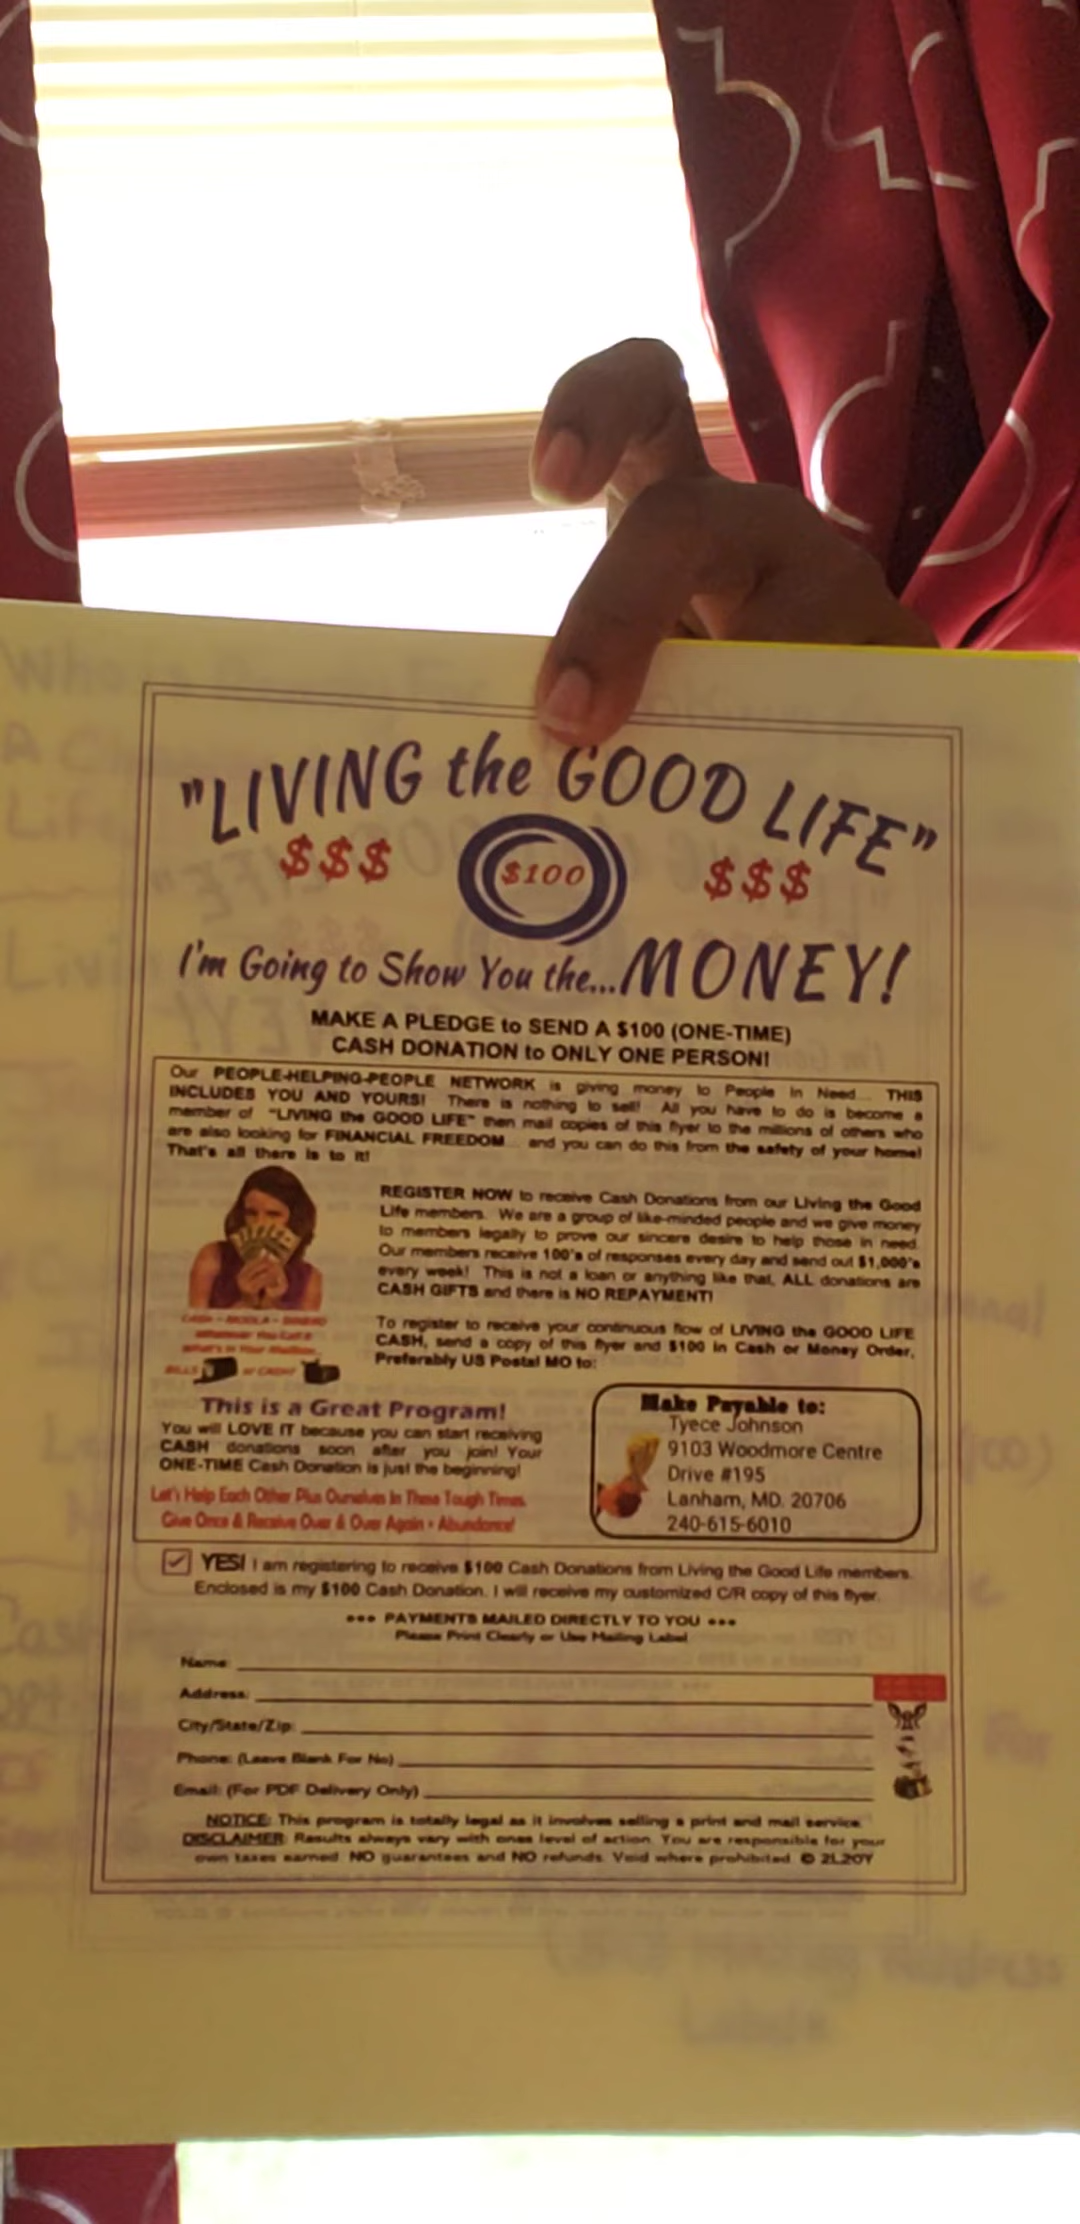 "LIVING the GOOD LIFE"
$$$ $100 $$$
I'm Going to Show You the...MONEY!
MAKE A PLEDGE to SEND A $100 (ONE-TIME)
CASH DONATION to ONLY ONE PERSON!
Our PEOPLE-HELPING-PEOPLE NETWORK is giving money to People In Need... THIS
INCLUDES YOU AND YOURS! There is nothing to sell! All you have to do is become a
member of "LIVING the GOOD LIFE" then mail copies of this flyer to the millions of others who
are also looking for FINANCIAL FREEDOM... and you can do this from the safety of your home!
That's all there is to it!
REGISTER NOW to receive Cash Donations from our Living the Good
Life members. We are a group of like-minded people and we give money
to members legally to prove our sincere desire to help those in need.
Our members receive 100's of responses every day and send out $1,000's
every week! This is not a loan or anything like that, ALL donations are
CASH GIFTS and there is NO REPAYMENT!
CASH - MOOLA -
Whatever You Call It
What's in Your Mailbox
BILLS or CREDIT
To register to receive your continuous flow of LIVING the GOOD LIFE
CASH, send a copy of this flyer and $100 in Cash or Money Order,
Preferably US Postal MO to:
This is a Great Program!
You will LOVE IT because you can start receiving
CASH donations soon after you join! Your
ONE-TIME Cash Donation is just the beginning!
Let's Help Each Other Plus Ourselves In These Tough Times.
Give Once & Receive Over & Over Again - Abundance!
Make Payable to:
Tyece Johnson
9103 Woodmore Centre
Drive #195
Lanham, MD. 20706
240-615-6010
YES! I am registering to receive $100 Cash Donations from Living the Good Life members.
Enclosed is my $100 Cash Donation. I will receive my customized C/R copy of this flyer.
*** PAYMENTS MAILED DIRECTLY TO YOU ***
Please Print Clearly or Use Mailing Label
Name:
Address:
City/State/Zip:
Phone: (Leave Blank For No)
Email: (For PDF Delivery Only)
NOTICE: This program is totally legal as it involves selling a print and mail service.
DISCLAIMER: Results always vary with ones level of action. You are responsible for your
own taxes earned. NO guarantees and NO refunds. Void where prohibited. © 2L2OY
Mailing Address
Labels